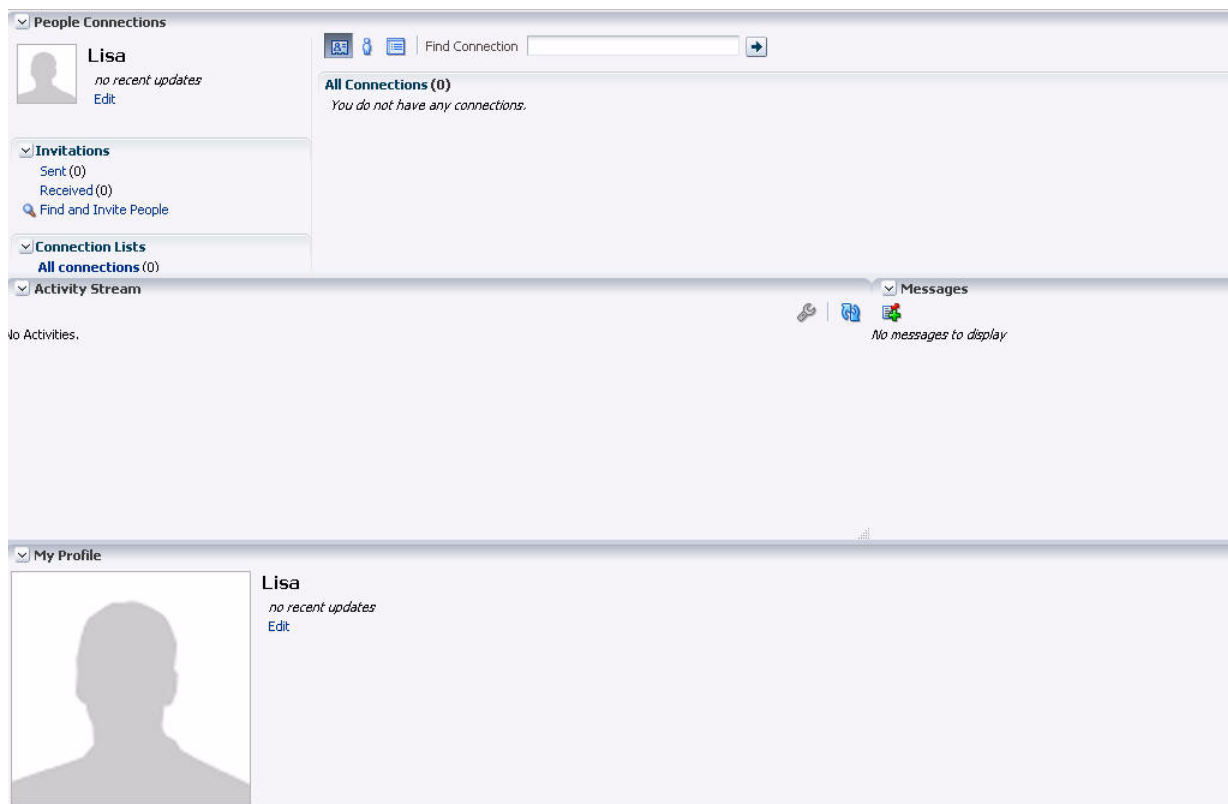 People Connections
Lisa
no recent updates
Edit
Find Connection
All Connections (0)
You do not have any connections.
Invitations
Sent (0)
Received (0)
Find and Invite People
Connection Lists
All connections (0)
Activity Stream
No Activities.
Messages
No messages to display
My Profile
Lisa
no recent updates
Edit